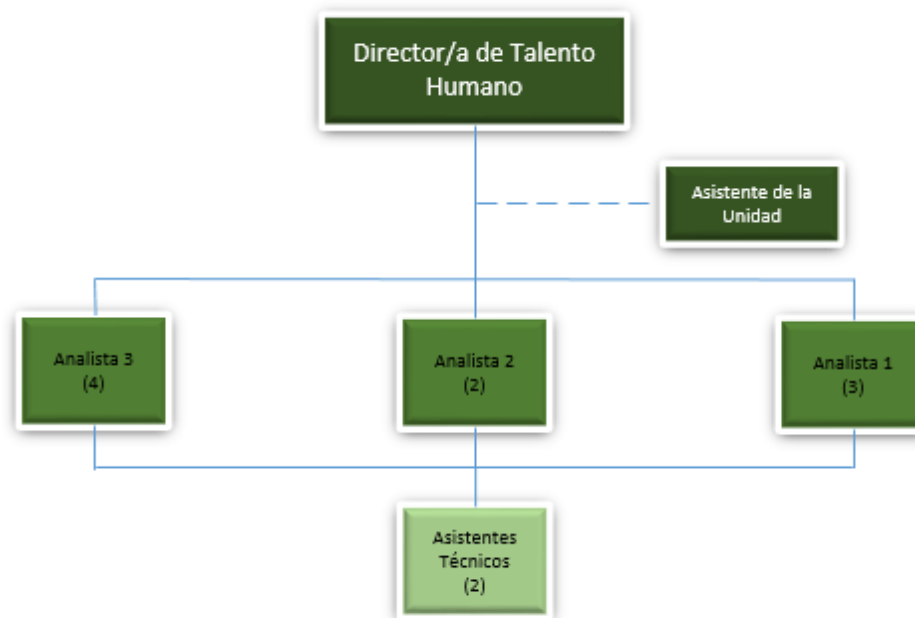 Director/a de Talento
Humano
Asistente de la
Unidad
Analista 3
(4)
Analista 2
(2)
Analista 1
(3)
Asistentes
Técnicos
(2)